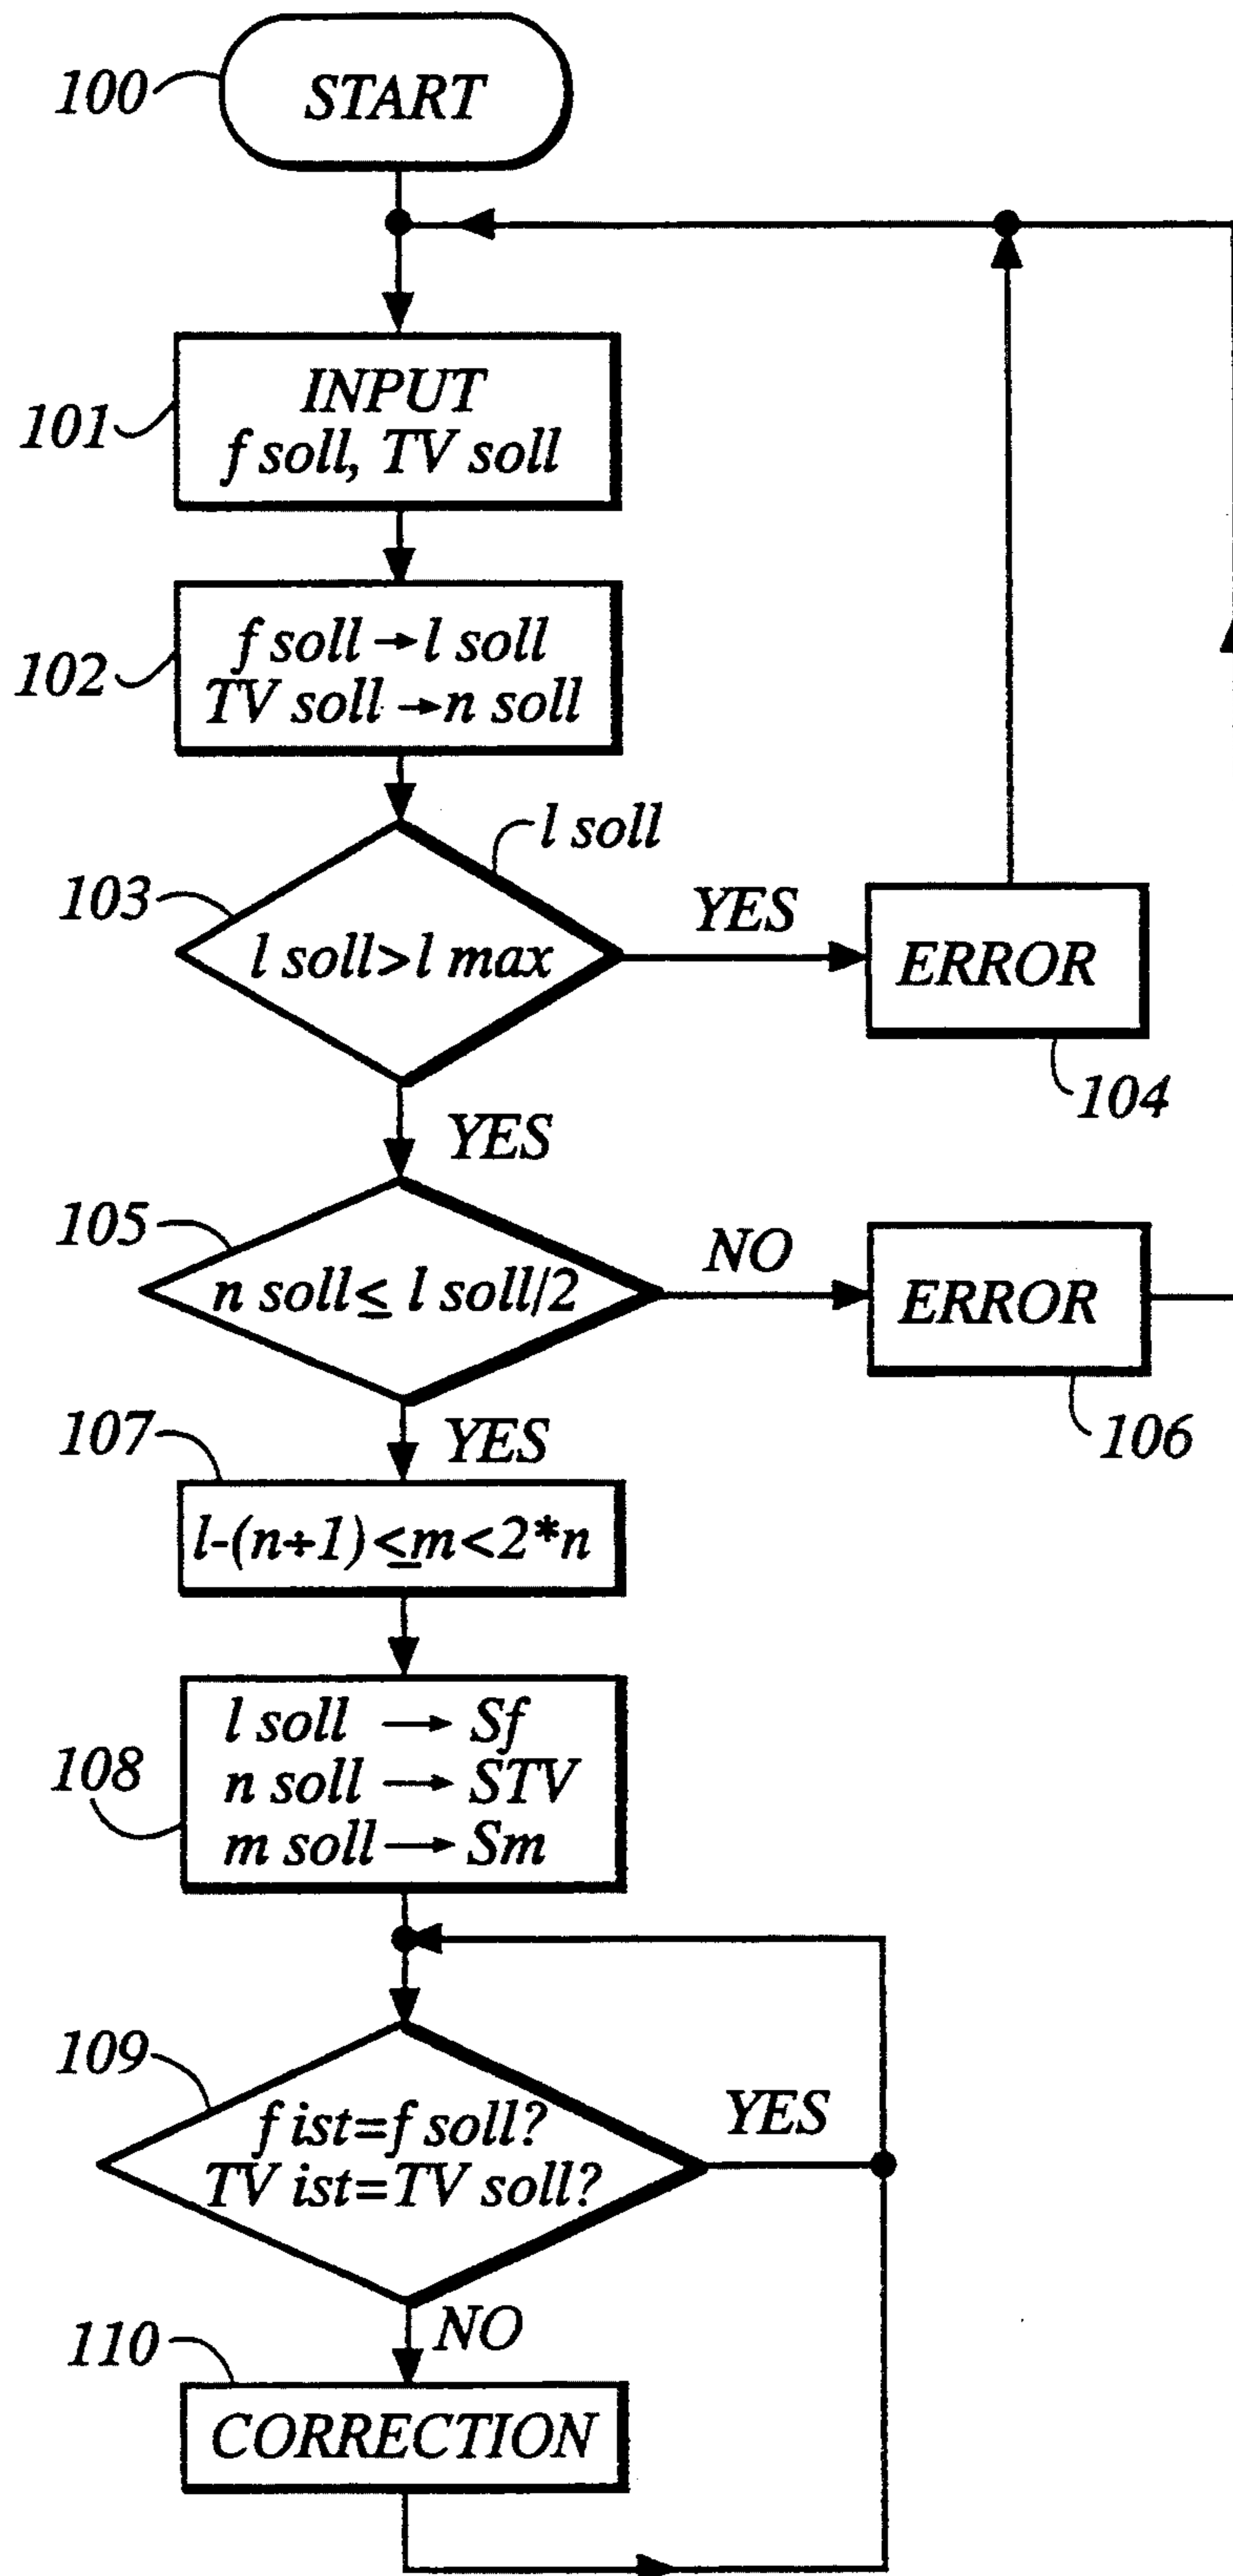 100
START
101
INPUT
f soll, TV soll
102
f soll → l soll
TV soll → n soll
l soll
103
l soll>l max
YES
ERROR
104
YES
105
n soll≤ l soll/2
NO
ERROR
106
YES
107
l-(n+1)≤m<2*n
108
l soll → Sf
n soll → STV
m soll → Sm
109
f ist=f soll?
TV ist=TV soll?
YES
NO
110
CORRECTION